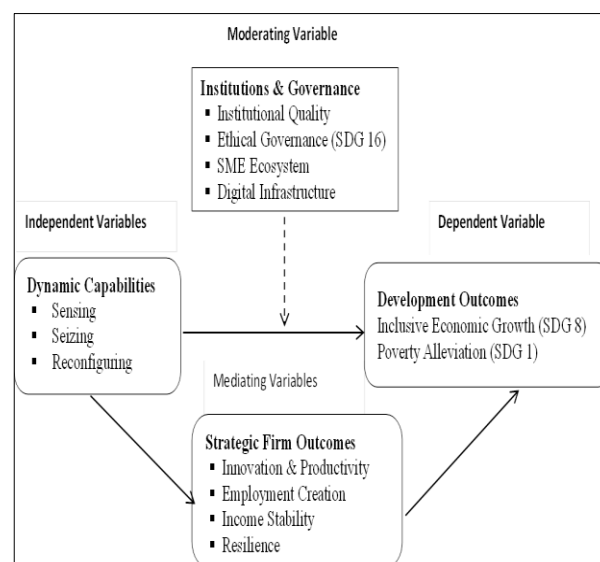 Moderating Variable
Institutions & Governance
▪ Institutional Quality
▪ Ethical Governance (SDG 16)
▪ SME Ecosystem
▪ Digital Infrastructure
Independent Variables
Dependent Variable
Dynamic Capabilities
▪ Sensing
▪ Seizing
▪ Reconfiguring
Development Outcomes
Inclusive Economic Growth (SDG 8)
Poverty Alleviation (SDG 1)
Mediating Variables
Strategic Firm Outcomes
▪ Innovation & Productivity
▪ Employment Creation
▪ Income Stability
▪ Resilience